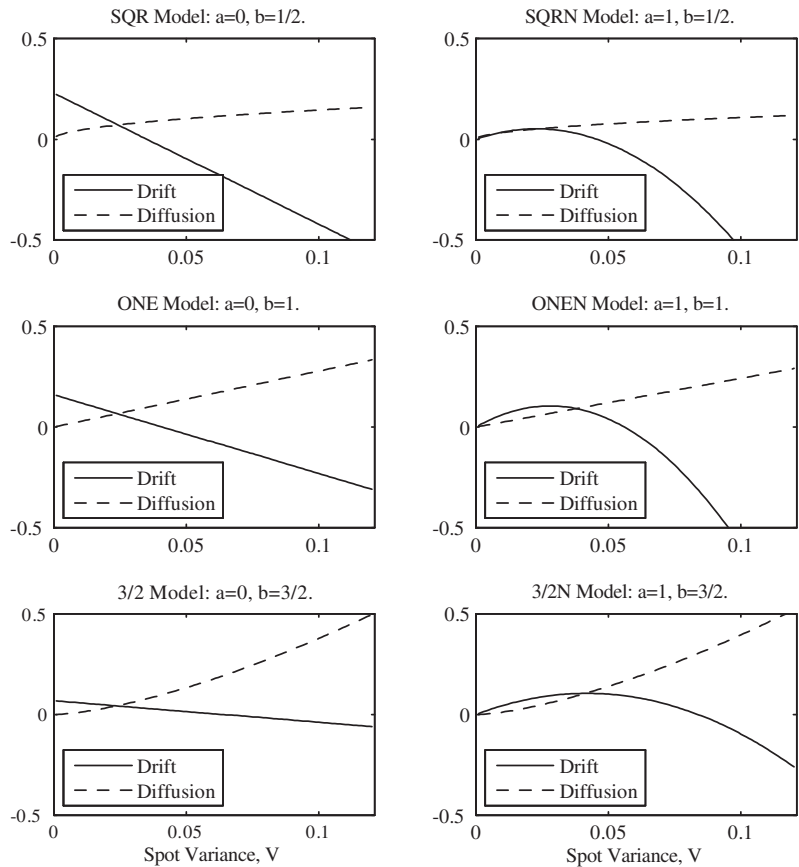 SQR Model: a=0, b=1/2.
0.5
0
-0.5
Drift
Diffusion
0
0.05
0.1
SQRN Model: a=1, b=1/2.
0.5
0
-0.5
Drift
Diffusion
0
0.05
0.1
ONE Model: a=0, b=1.
0.5
0
-0.5
Drift
Diffusion
0
0.05
0.1
ONEN Model: a=1, b=1.
0.5
0
-0.5
Drift
Diffusion
0
0.05
0.1
3/2 Model: a=0, b=3/2.
0.5
0
-0.5
Drift
Diffusion
0
0.05
0.1
Spot Variance, V
3/2N Model: a=1, b=3/2.
0.5
0
-0.5
Drift
Diffusion
0
0.05
0.1
Spot Variance, V